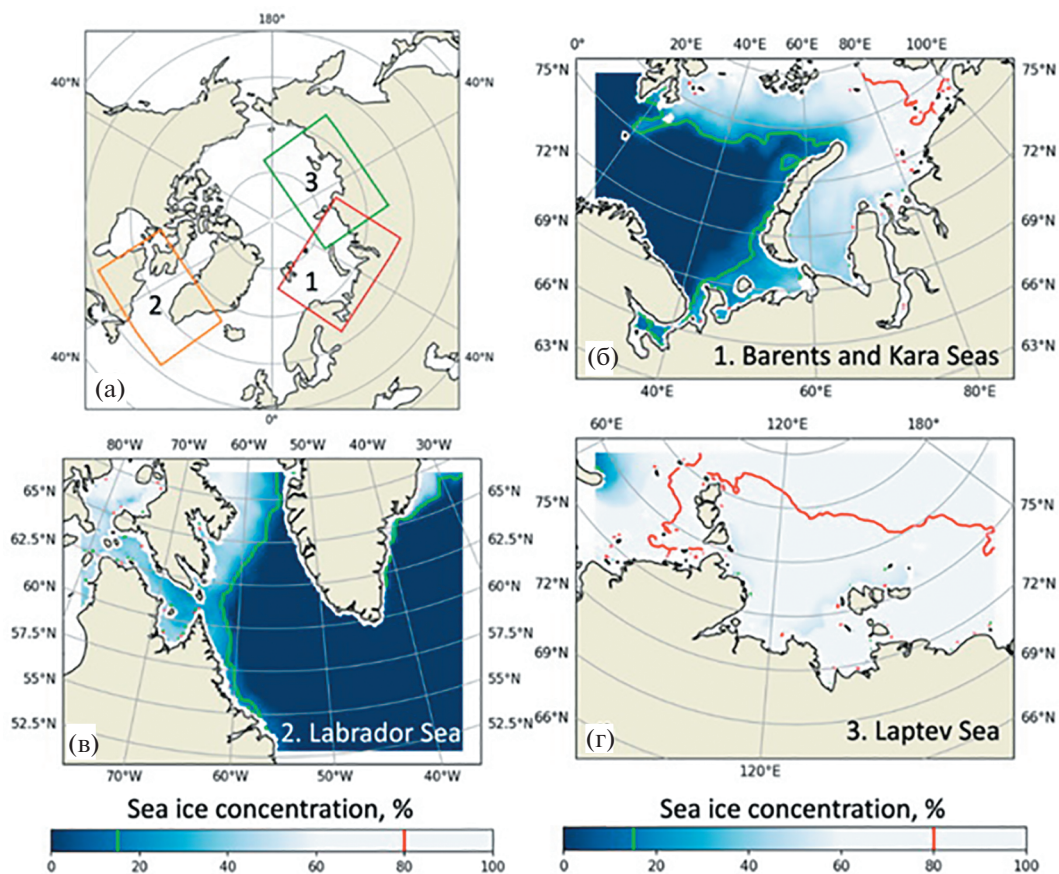 180°
40°N
40°N
3
1
2
40°N
40°N
(а)
0°
0°
20°E
40°E
60°E
80°E
100°E
75°N
75°N
72°N
72°N
69°N
69°N
66°N
66°N
63°N
63°N
(б)
1. Barents and Kara Seas
40°E
60°E
80°E
80°W
70°W
60°W
50°W
40°W
30°W
65°N
65°N
62.5°N
62.5°N
60°N
60°N
57.5°N
57.5°N
55°N
55°N
52.5°N
52.5°N
(в)
2. Labrador Sea
70°W
60°W
50°W
40°W
60°E
120°E
180°E
75°N
75°N
72°N
72°N
69°N
69°N
66°N
66°N
(г)
3. Laptev Sea
120°E
Sea ice concentration, %
0
20
40
60
80
100
Sea ice concentration, %
0
20
40
60
80
100